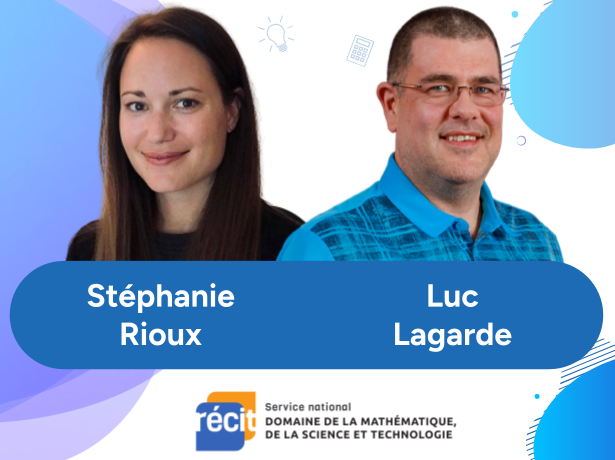 Stéphanie
Rioux
Luc
Lagarde
récit
Service national
DOMAINE DE LA MATHÉMATIQUE,
DE LA SCIENCE ET TECHNOLOGIE